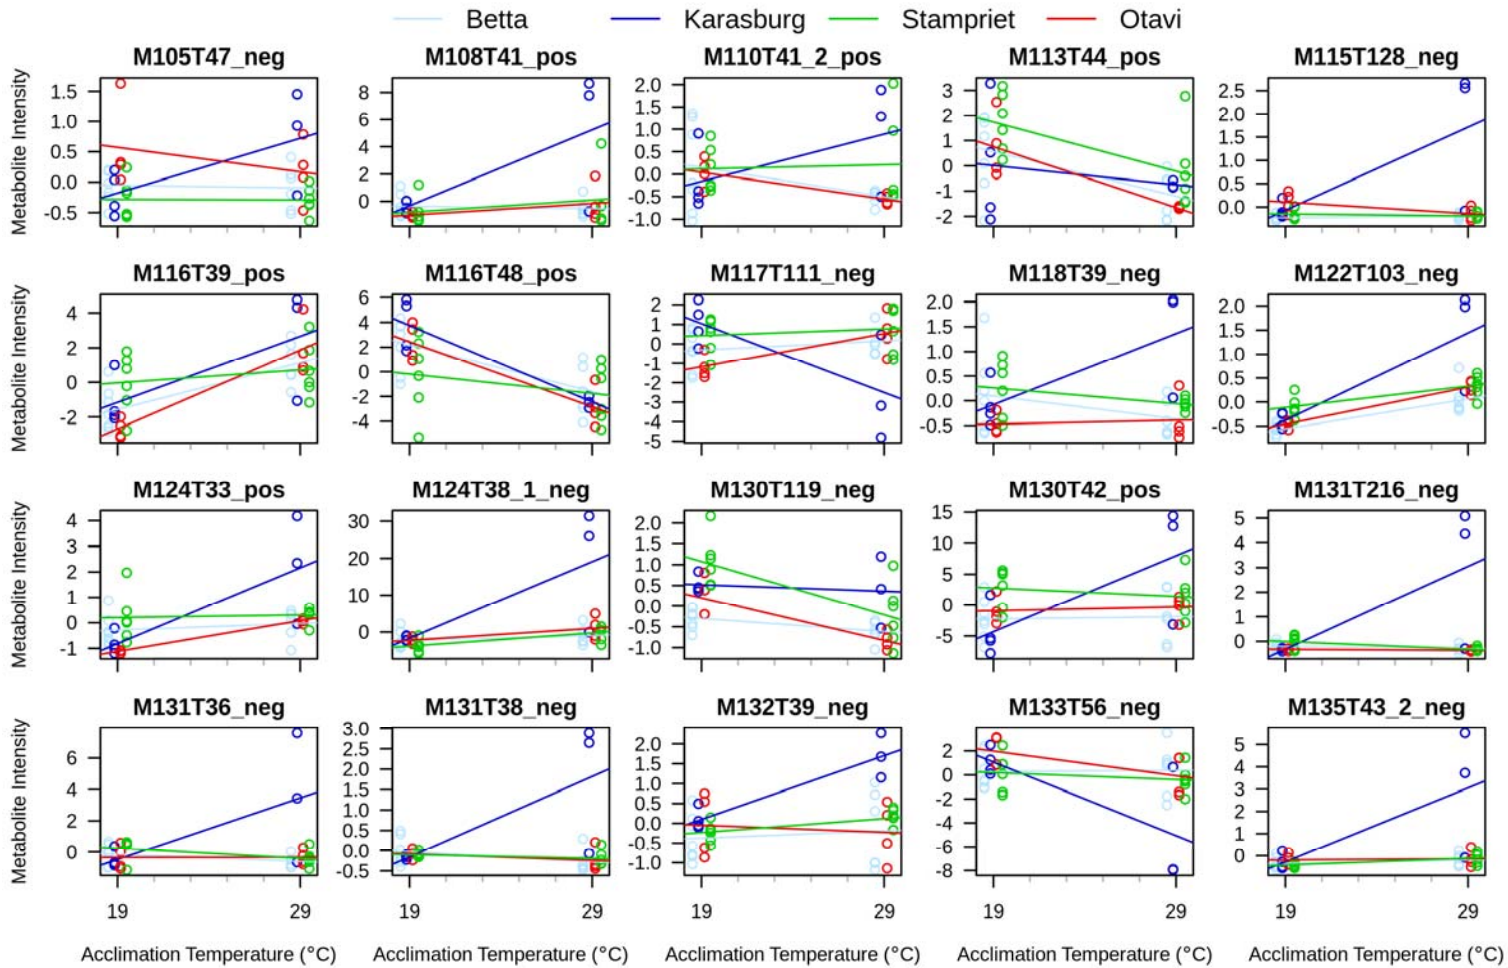 Betta Karasburg Stampriet Otavi
M105T47_neg M108T41_pos M110T41_2_pos M113T44_pos M115T128_neg
Metabolite Intensity
1.5 1.0 0.5 0.0 -0.5
8 6 4 2 0
2.0 1.5 1.0 0.5 0.0 -0.5 -1.0
3 2 1 0 -1 -2
2.5 2.0 1.5 1.0 0.5 0.0
M116T39_pos M116T48_pos M117T111_neg M118T39_neg M122T103_neg
Metabolite Intensity
4 2 0 -2
6 4 2 0 -2 -4
2 1 0 -1 -2 -3 -4 -5
2.0 1.5 1.0 0.5 0.0 -0.5
2.0 1.5 1.0 0.5 0.0 -0.5
M124T33_pos M124T38_1_neg M130T119_neg M130T42_pos M131T216_neg
Metabolite Intensity
4 3 2 1 0 -1
30 20 10 0
2.0 1.5 1.0 0.5 0.0 -0.5 -1.0
15 10 5 0 -5
5 4 3 2 1 0
M131T36_neg M131T38_neg M132T39_neg M133T56_neg M135T43_2_neg
Metabolite Intensity
6 4 2 0
3.0 2.5 2.0 1.5 1.0 0.5 0.0 -0.5
2.0 1.5 1.0 0.5 0.0 -0.5 -1.0
2 0 -2 -4 -6 -8
5 4 3 2 1 0
19 29 19 29 19 29 19 29 19 29
Acclimation Temperature (°C) Acclimation Temperature (°C) Acclimation Temperature (°C) Acclimation Temperature (°C) Acclimation Temperature (°C)